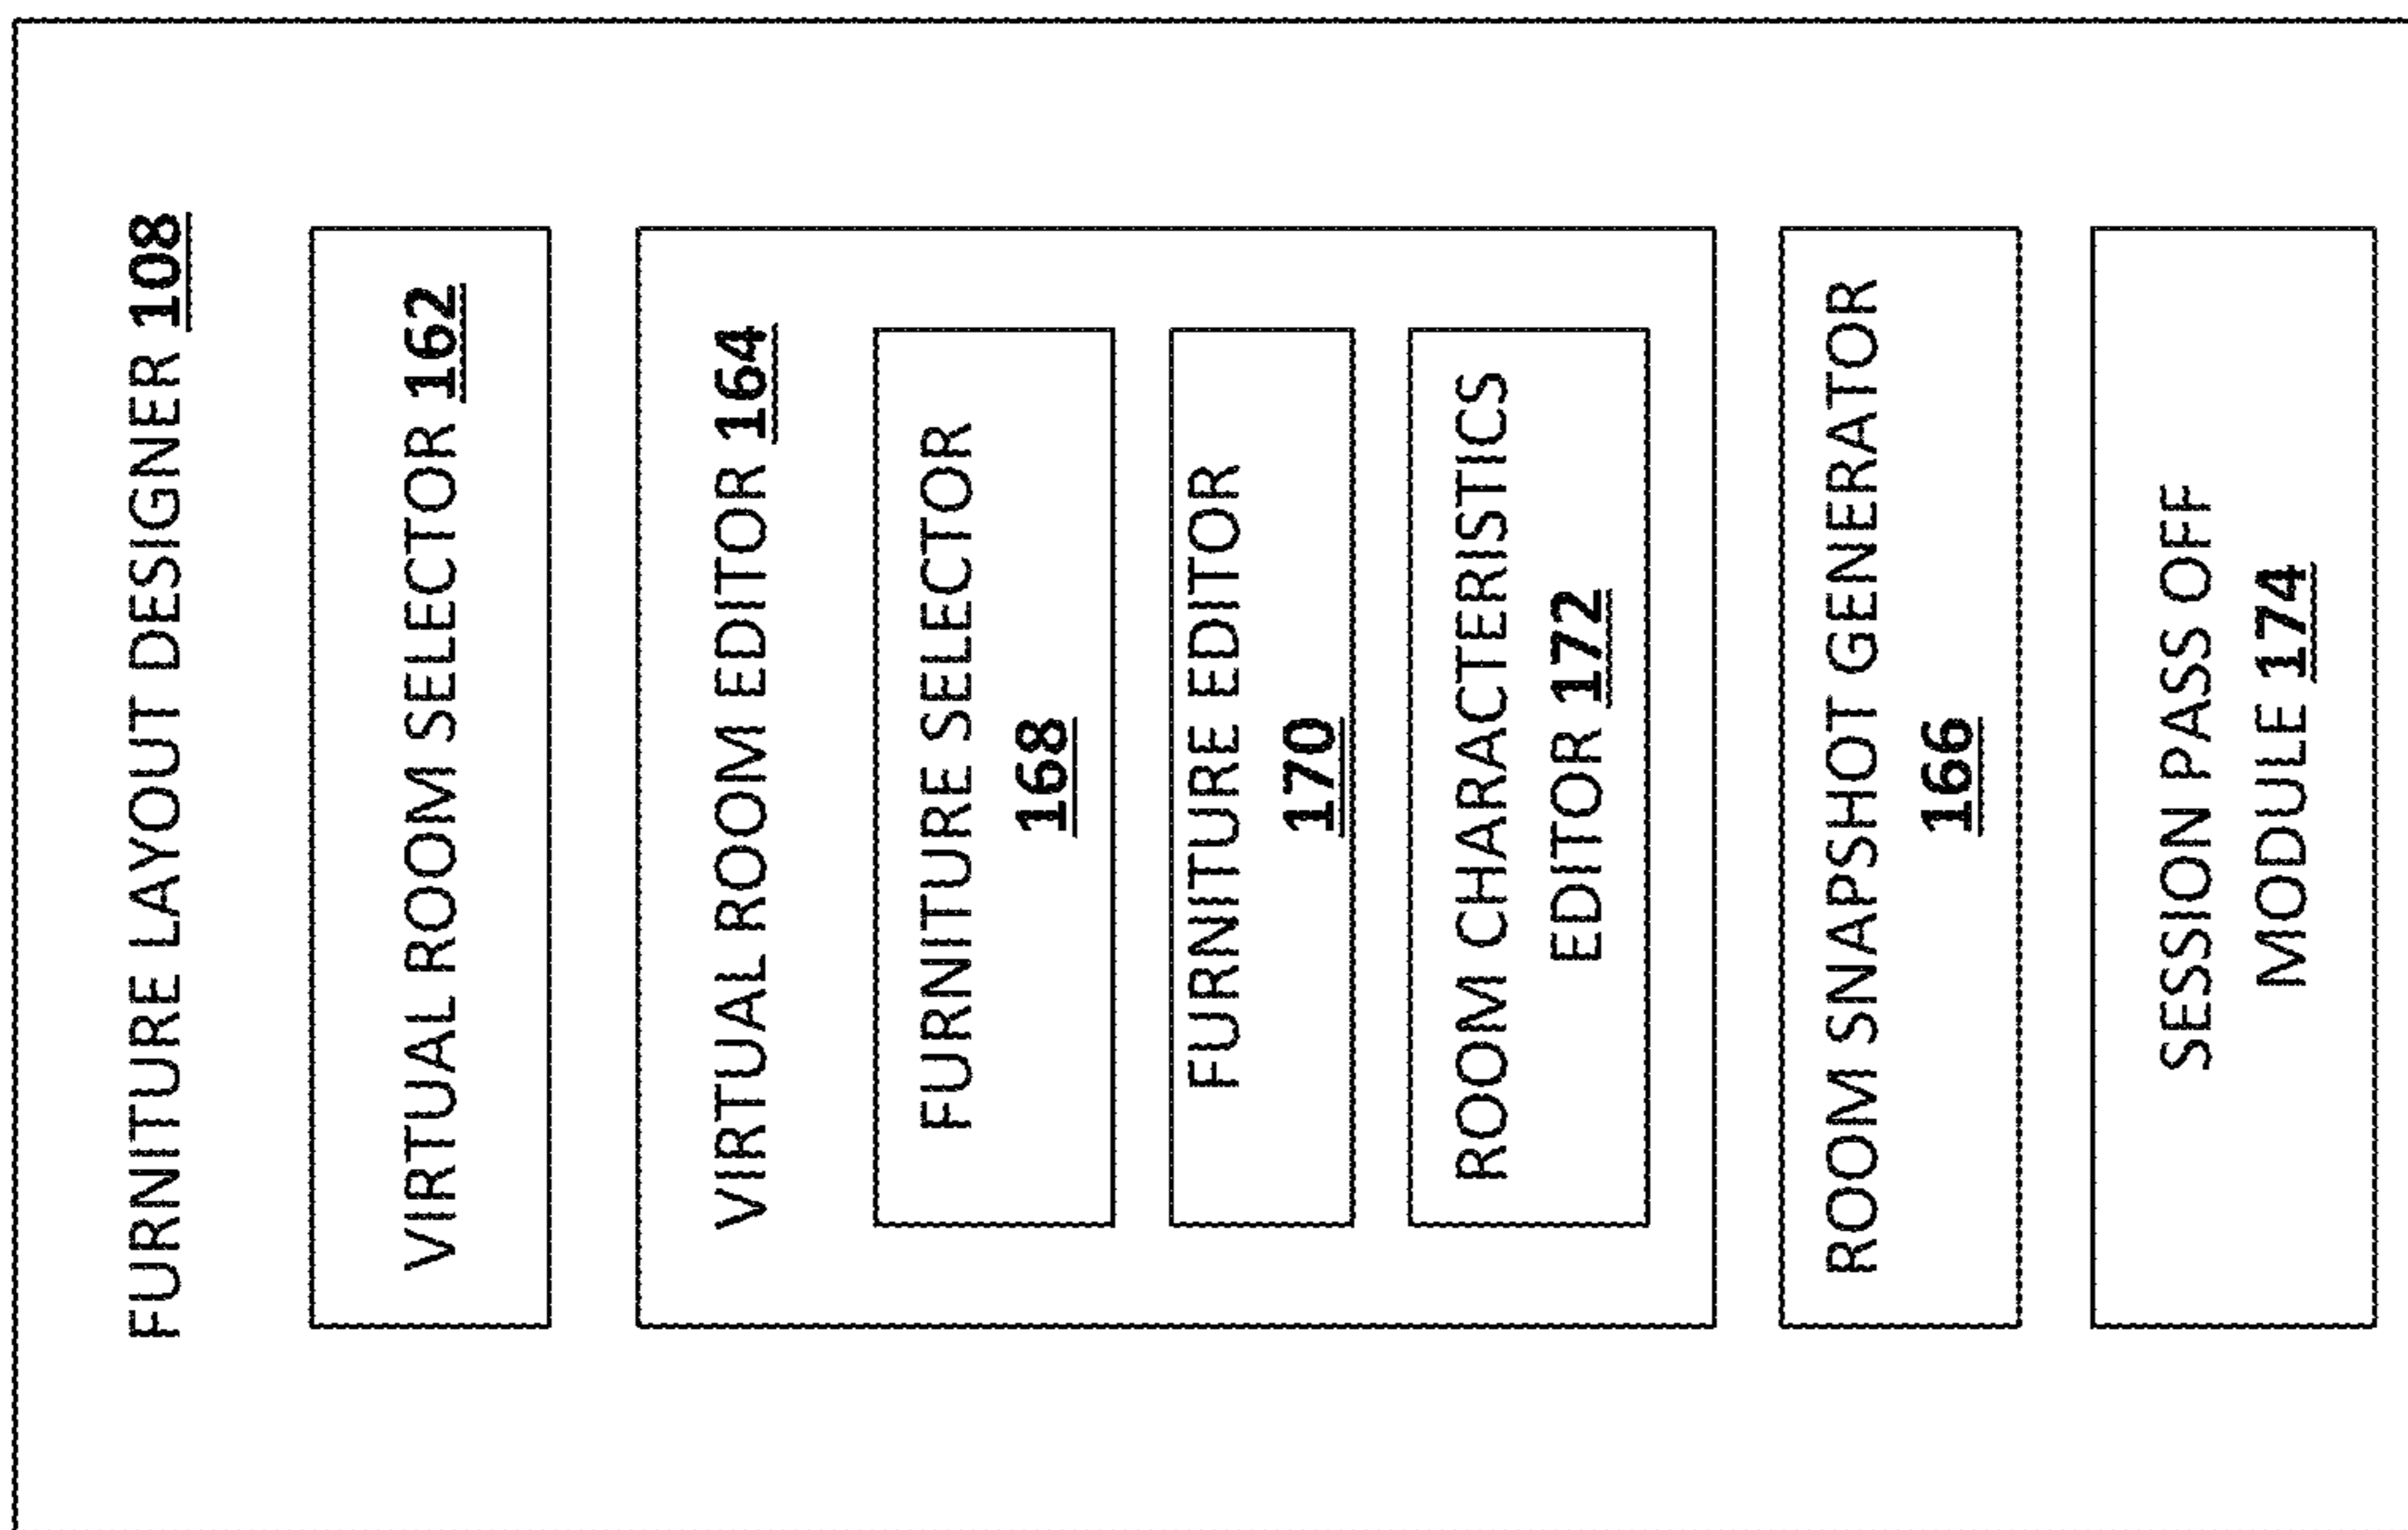 FURNITURE LAYOUT DESIGNER 108
VIRTUAL ROOM SELECTOR 162
VIRTUAL ROOM EDITOR 164
FURNITURE SELECTOR
168
FURNITURE EDITOR
170
ROOM CHARACTERISTICS
EDITOR 172
ROOM SNAPSHOT GENERATOR
166
SESSION PASS OFF
MODULE 174